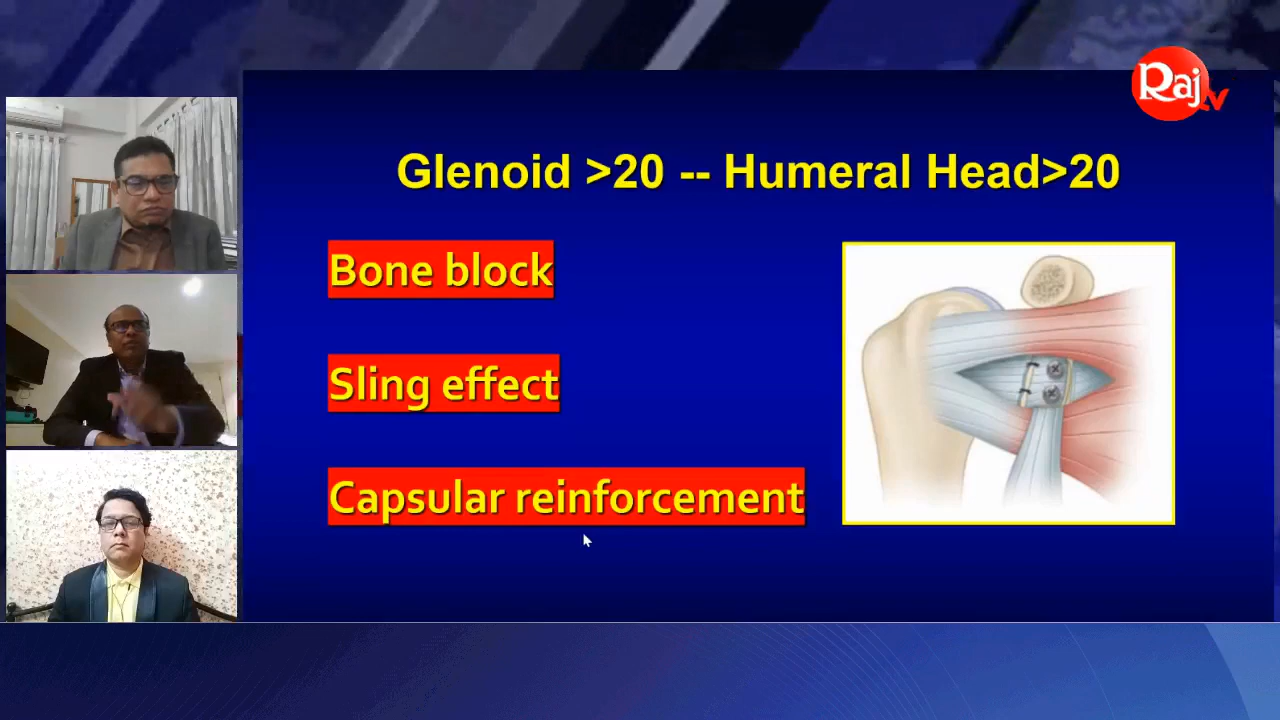 Raj
tv
Glenoid >20 -- Humeral Head>20
Bone block
Sling effect
Capsular reinforcement